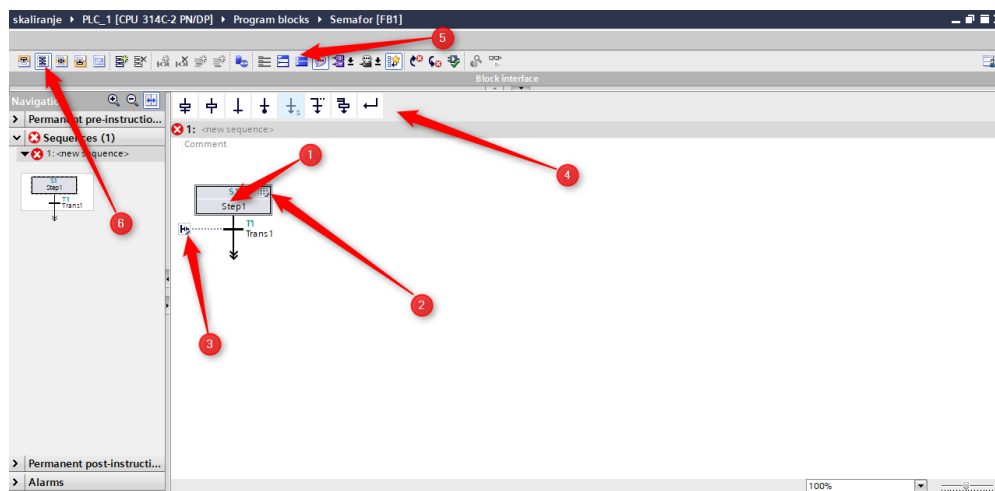 skaliranje ▸ PLC_1 [CPU 314C-2 PN/DP] ▸ Program blocks ▸ Semafor [FB1]
5
Block interface
Navigation
Permanent pre-instructio...
Sequences (1)
1: <new sequence>
1: <new sequence>
Comment
S1
Step1
T1
Trans1
S1
Step1
T1
Trans1
1
2
3
4
6
Permanent post-instructi...
Alarms
100%